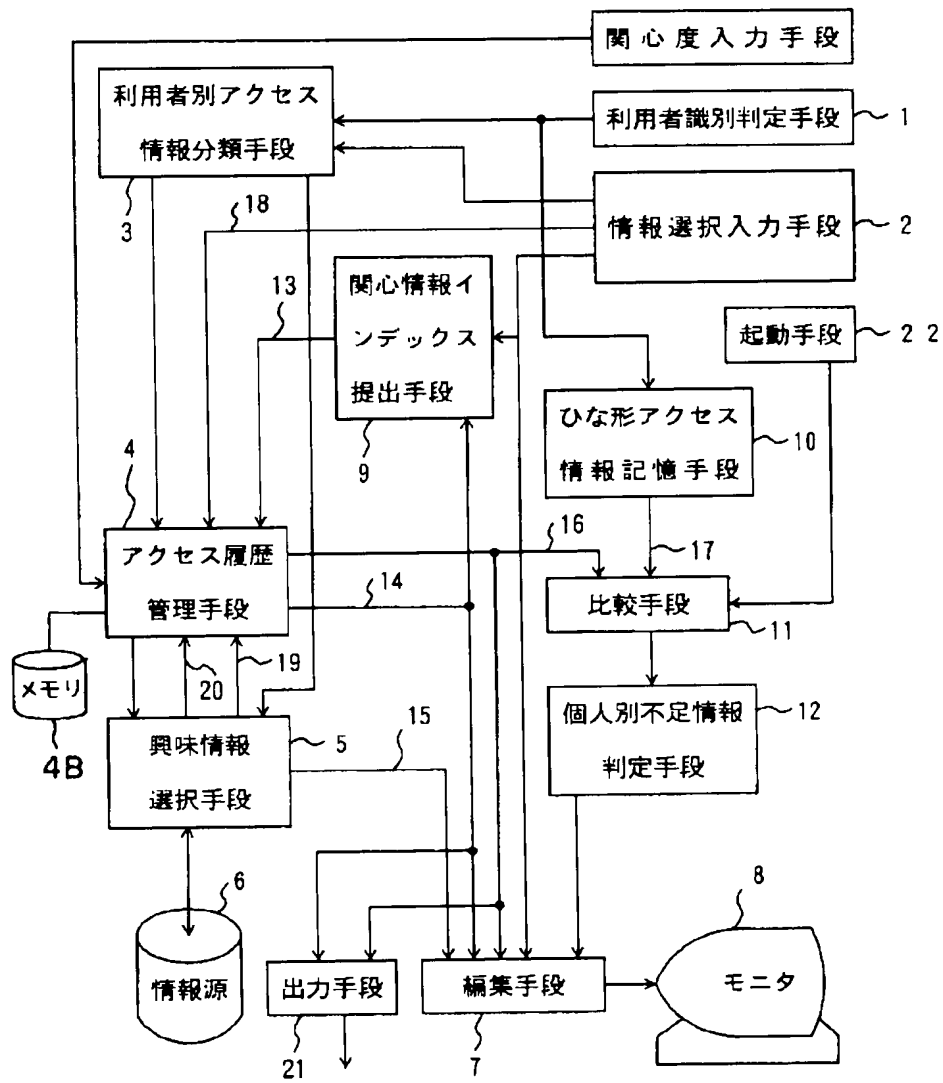 関心度入力手段
利用者別アクセス
情報分類手段
3
利用者識別判定手段
1
情報選択入力手段
2
18
13
関心情報イ
ンデックス
提出手段
9
起動手段
22
ひな形アクセス
情報記憶手段
10
4
アクセス履歴
管理手段
16
17
14
比較手段
11
メモリ
4B
20
19
興味情報
選択手段
5
15
個人別不足情報
判定手段
12
6
情報源
出力手段
21
編集手段
7
8
モニタ